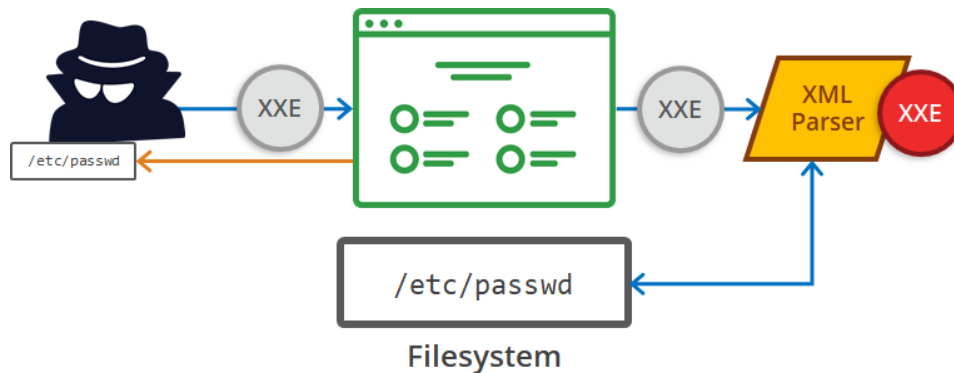 XXE
XXE
XML
Parser
XXE
/etc/passwd
/etc/passwd
Filesystem